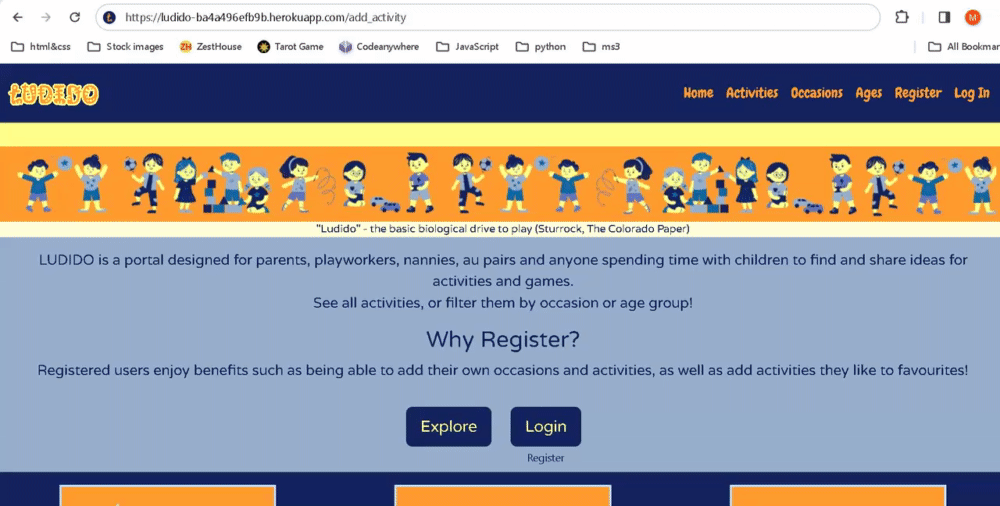 https://ludido-ba4a496efb9b.herokuapp.com/add_activity
M
html&css Stock images ZH ZestHouse Tarot Game Codeanywhere JavaScript python ms3 All Bookmar
LUDIDO Home Activities Occasions Ages Register Log In
"Ludido" - the basic biological drive to play (Sturrock, The Colorado Paper)
LUDIDO is a portal designed for parents, playworkers, nannies, au pairs and anyone spending time with children to find and share ideas for
activities and games.
See all activities, or filter them by occasion or age group!
Why Register?
Registered users enjoy benefits such as being able to add their own occasions and activities, as well as add activities they like to favourites!
Explore Login
Register